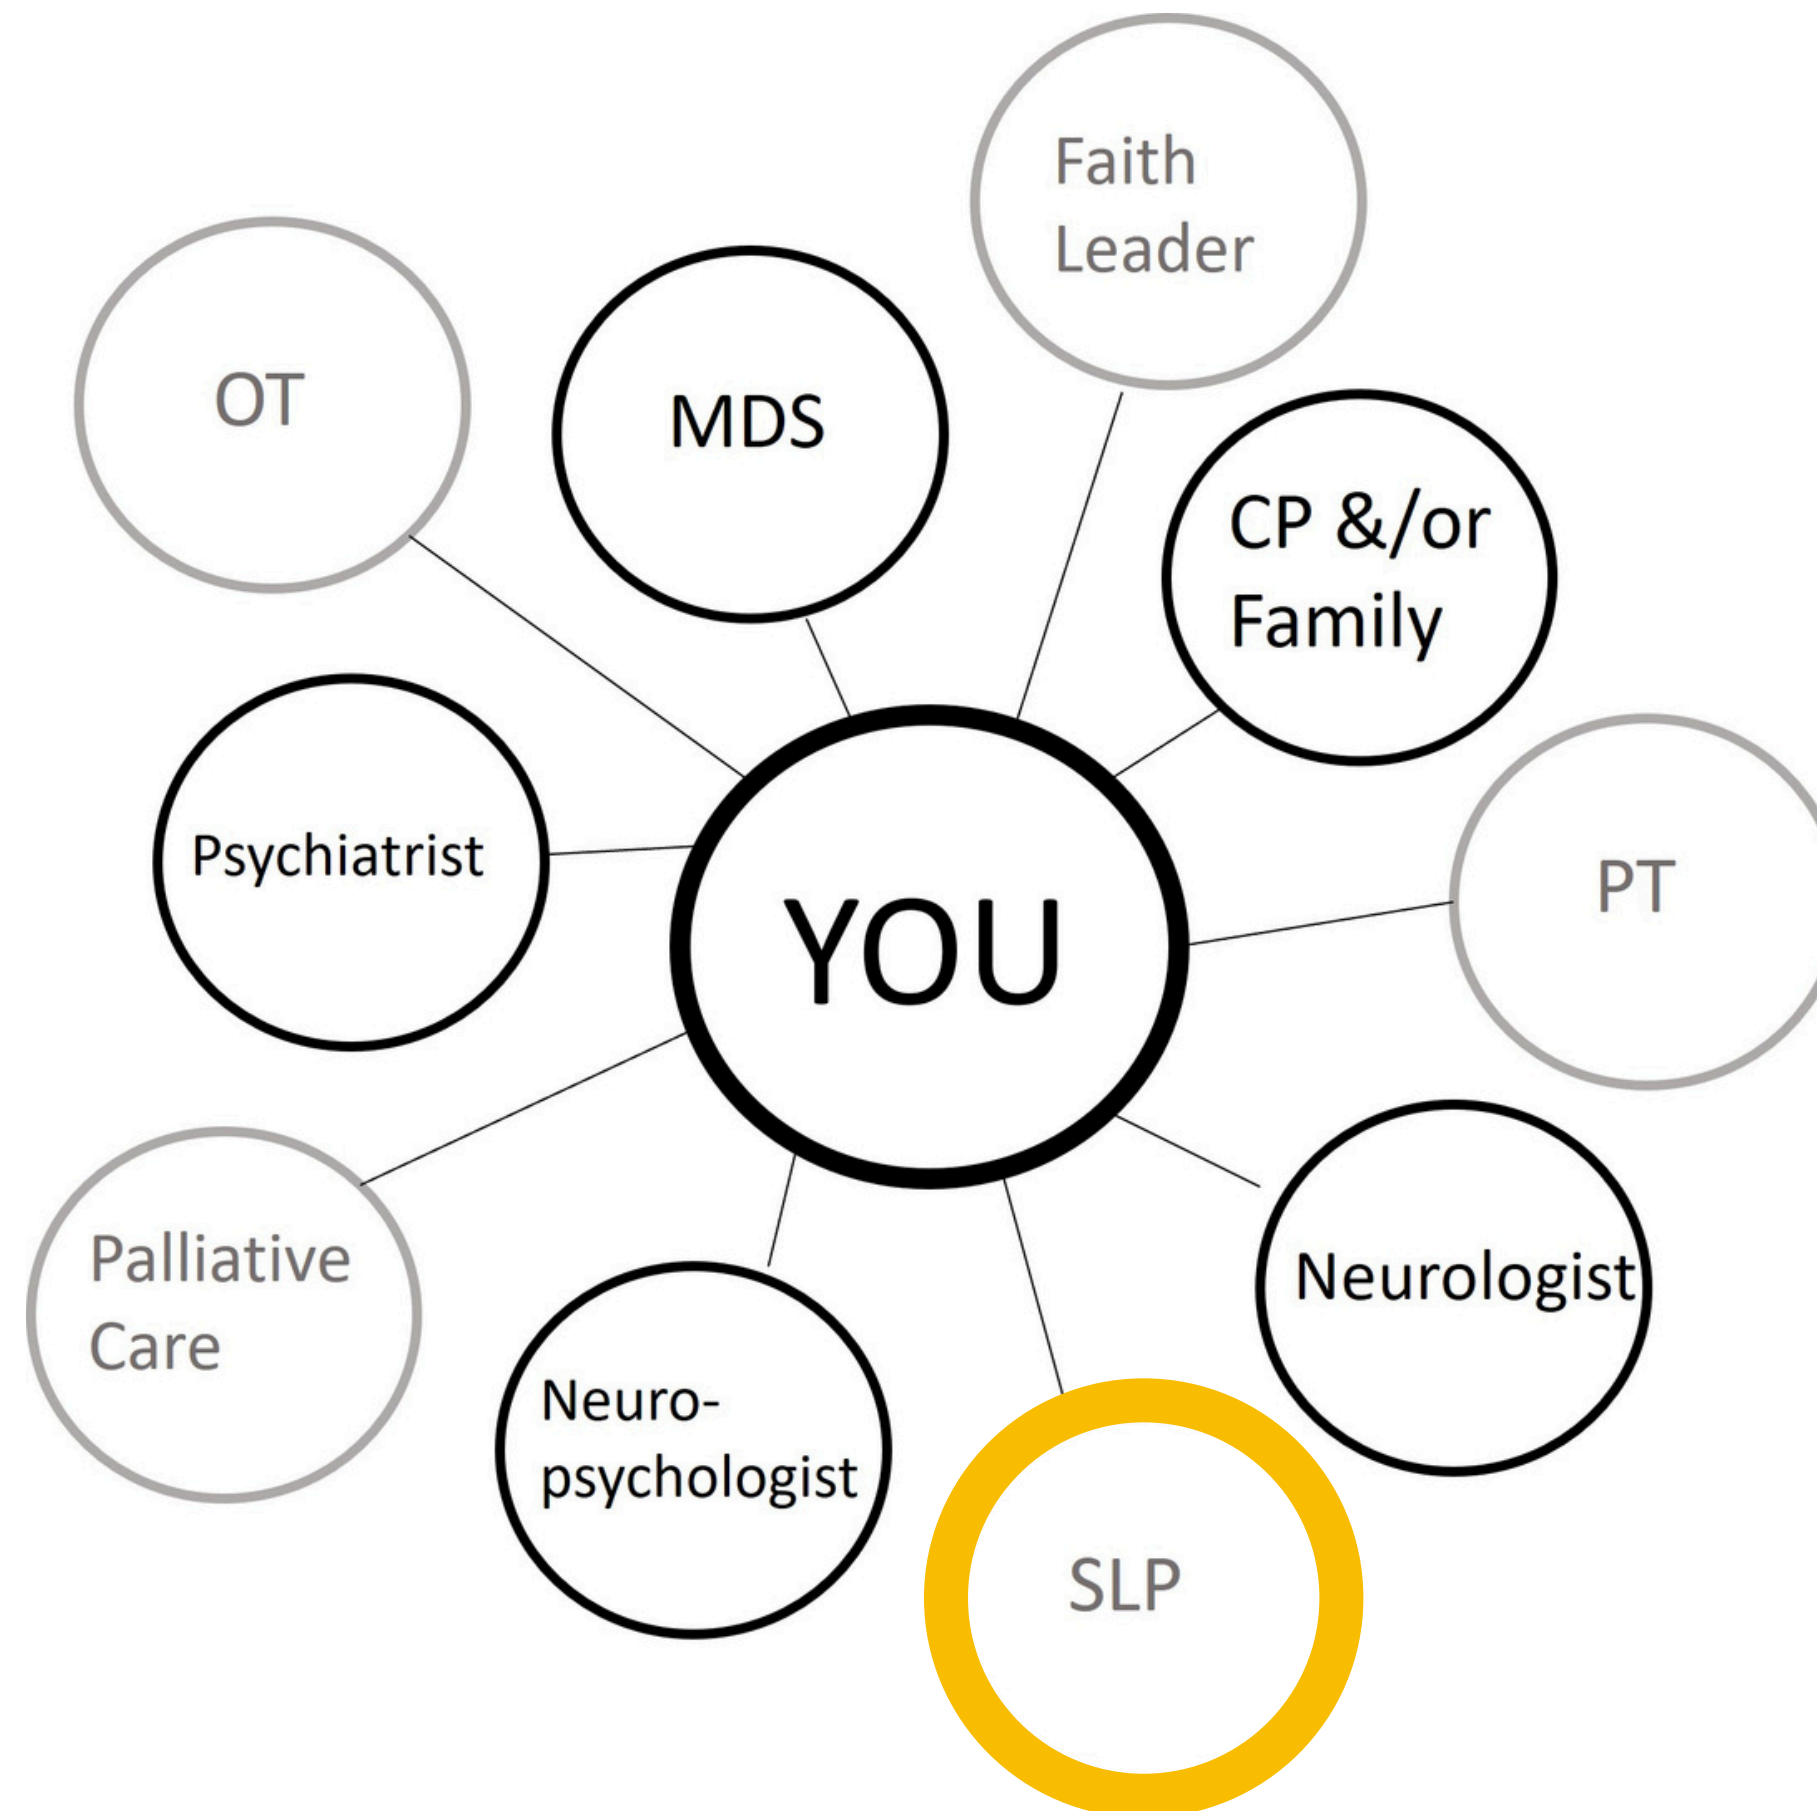 Faith
Leader
OT
MDS
CP &/or
Family
Psychiatrist
PT
YOU
Palliative
Care
Neurologist
Neuro-
psychologist
SLP